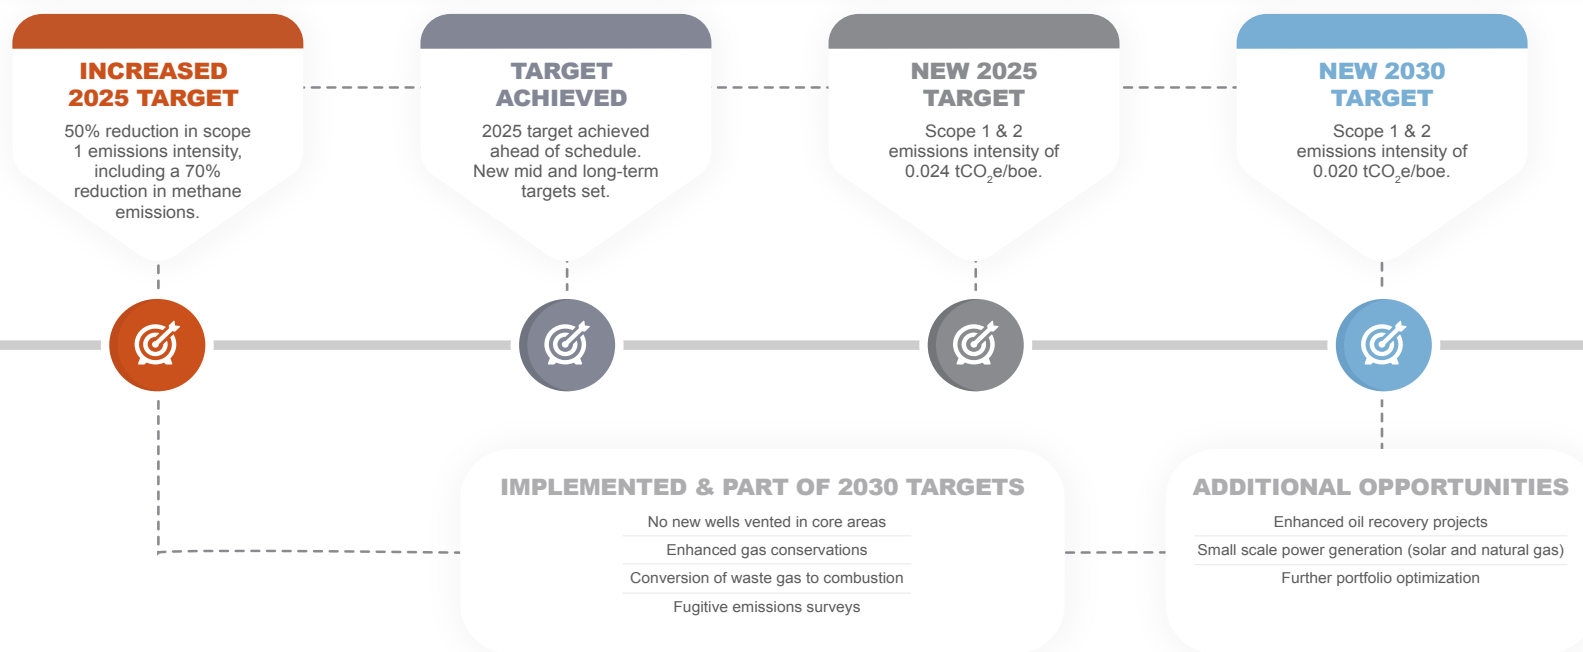 INCREASED
2025 TARGET
50% reduction in scope
1 emissions intensity,
including a 70%
reduction in methane
emissions.
TARGET
ACHIEVED
2025 target achieved
ahead of schedule.
New mid and long-term
targets set.
NEW 2025
TARGET
Scope 1 & 2
emissions intensity of
0.024 tCO₂e/boe.
NEW 2030
TARGET
Scope 1 & 2
emissions intensity of
0.020 tCO₂e/boe.
IMPLEMENTED & PART OF 2030 TARGETS
No new wells vented in core areas
Enhanced gas conservations
Conversion of waste gas to combustion
Fugitive emissions surveys
ADDITIONAL OPPORTUNITIES
Enhanced oil recovery projects
Small scale power generation (solar and natural gas)
Further portfolio optimization